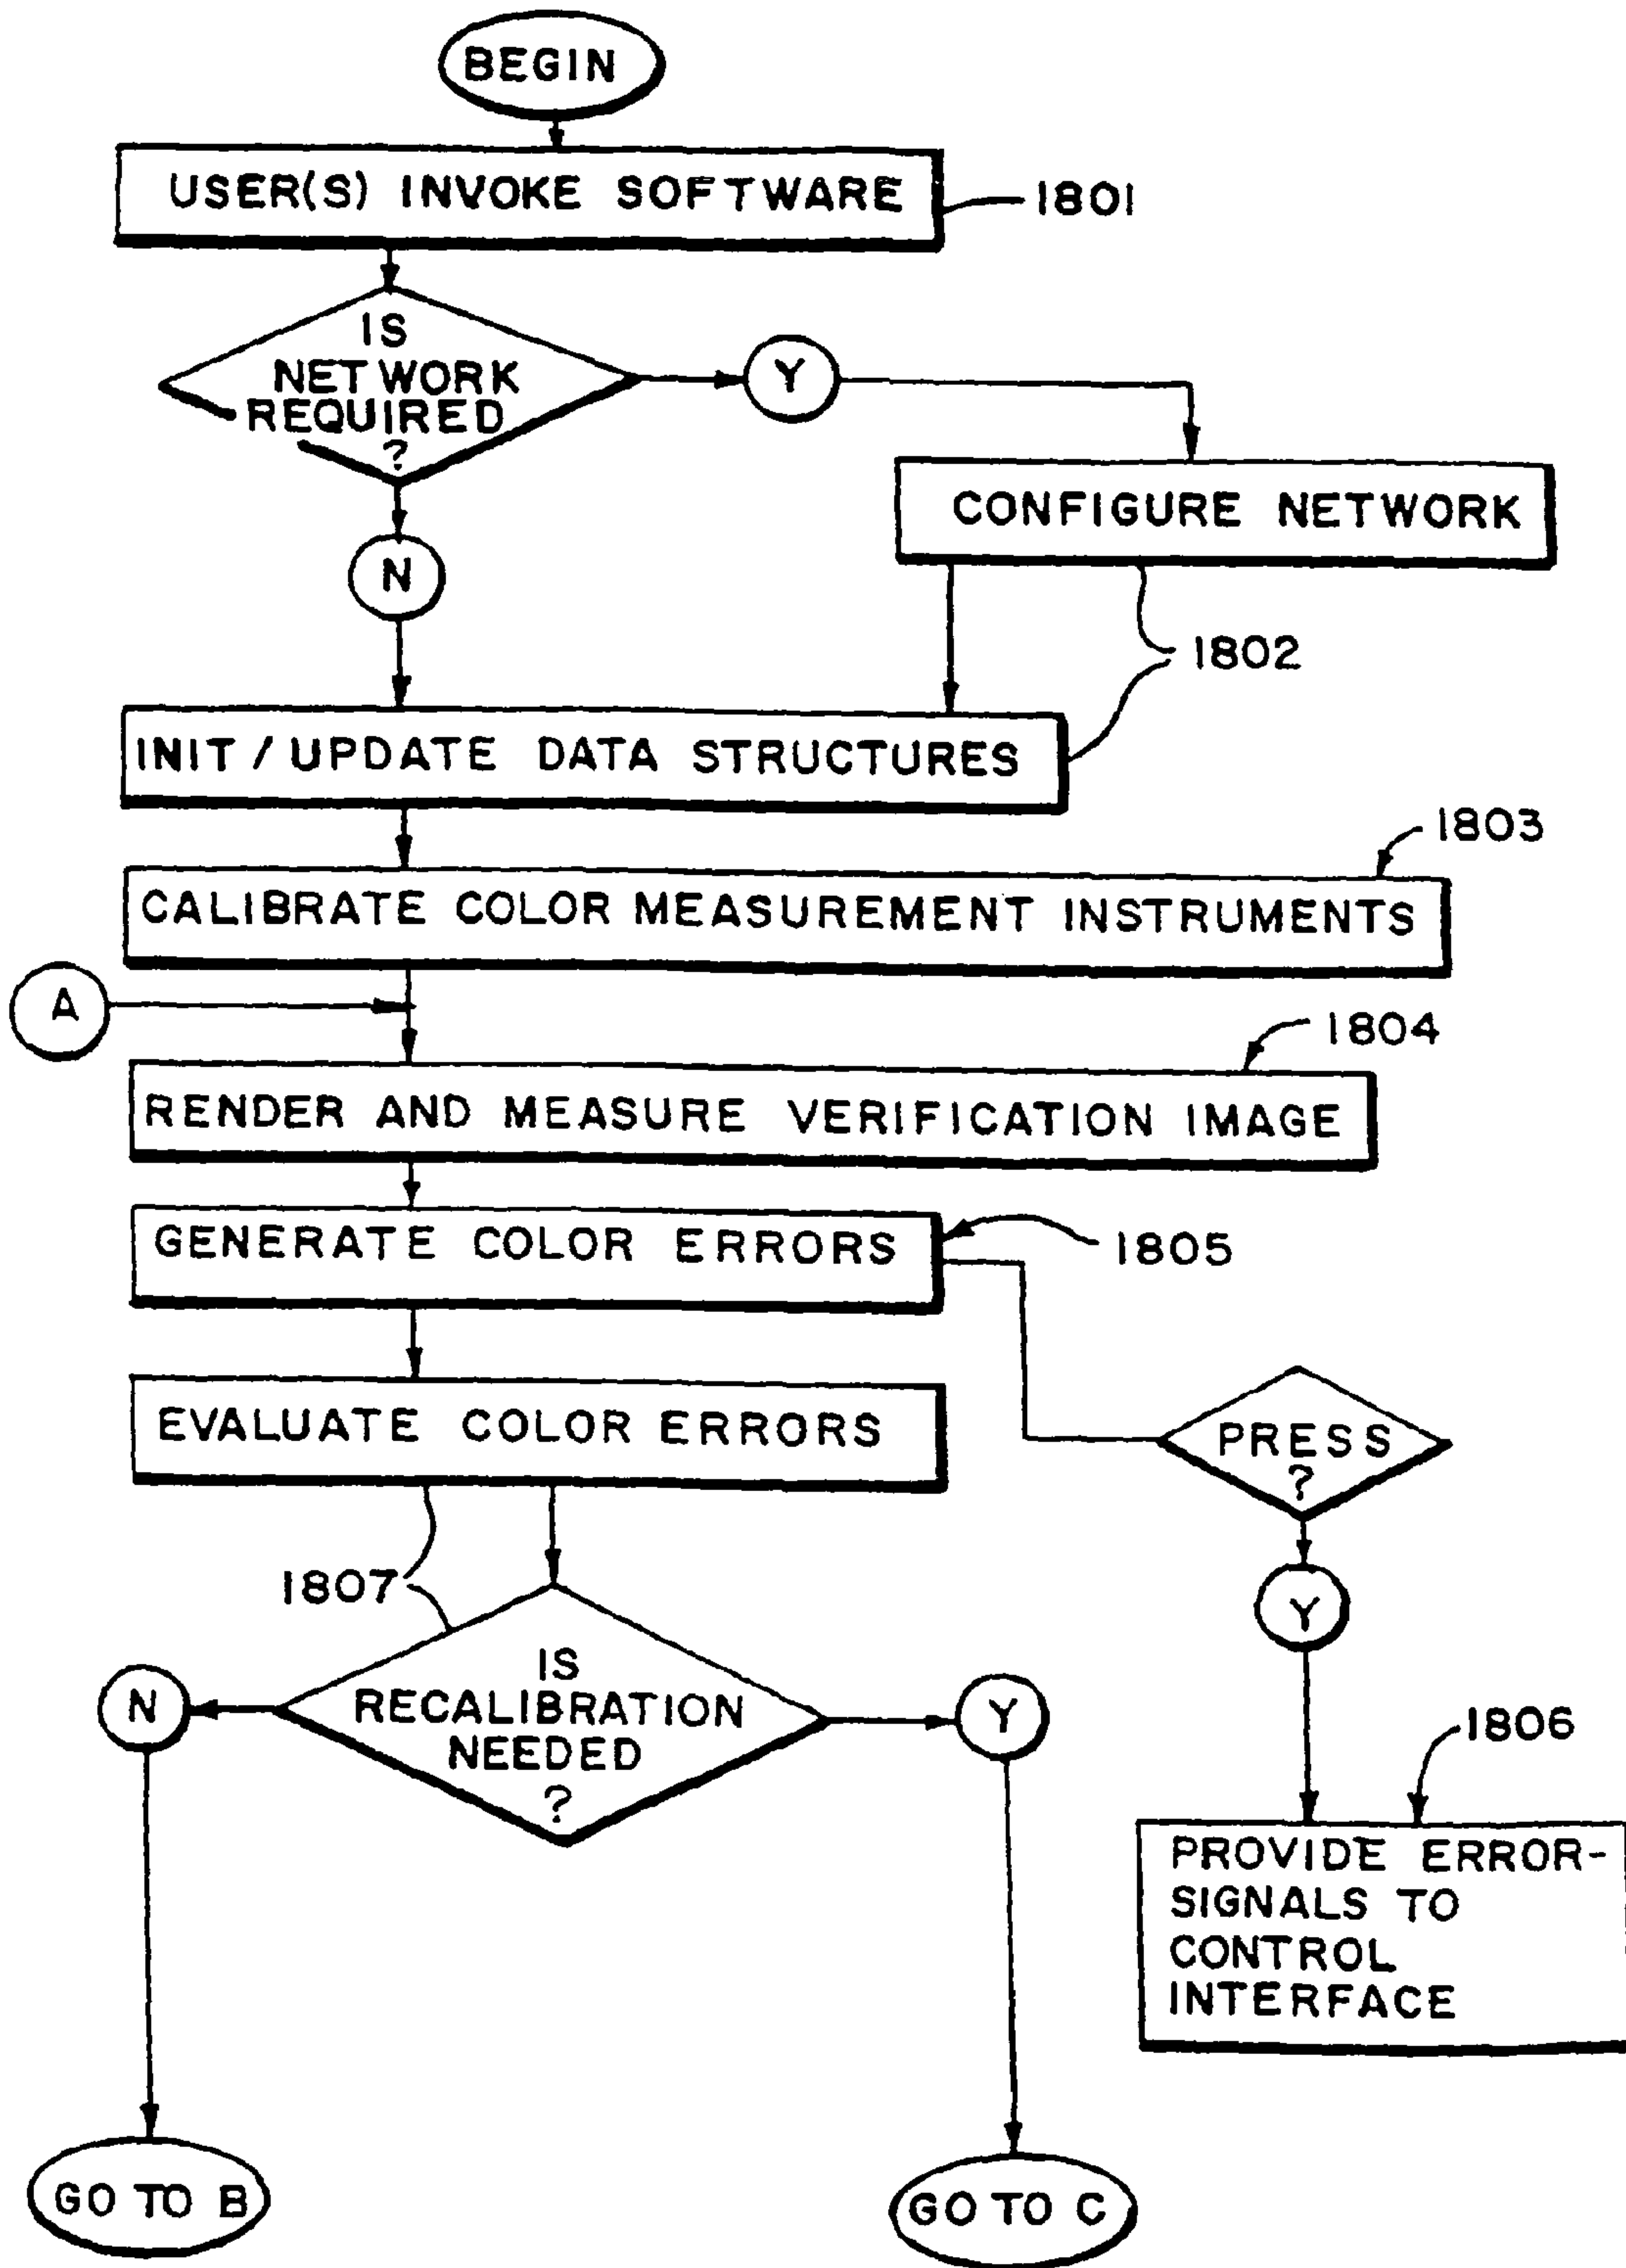 BEGIN
USER(S) INVOKE SOFTWARE
1801
IS
NETWORK
REQUIRED
?
Y
CONFIGURE NETWORK
N
1802
INIT / UPDATE DATA STRUCTURES
1803
CALIBRATE COLOR MEASUREMENT INSTRUMENTS
A
1804
RENDER AND MEASURE VERIFICATION IMAGE
GENERATE COLOR ERRORS
1805
EVALUATE COLOR ERRORS
PRESS
?
1807
Y
IS
RECALIBRATION
NEEDED
?
N
Y
1806
PROVIDE ERROR-
SIGNALS TO
CONTROL
INTERFACE
GO TO B
GO TO C